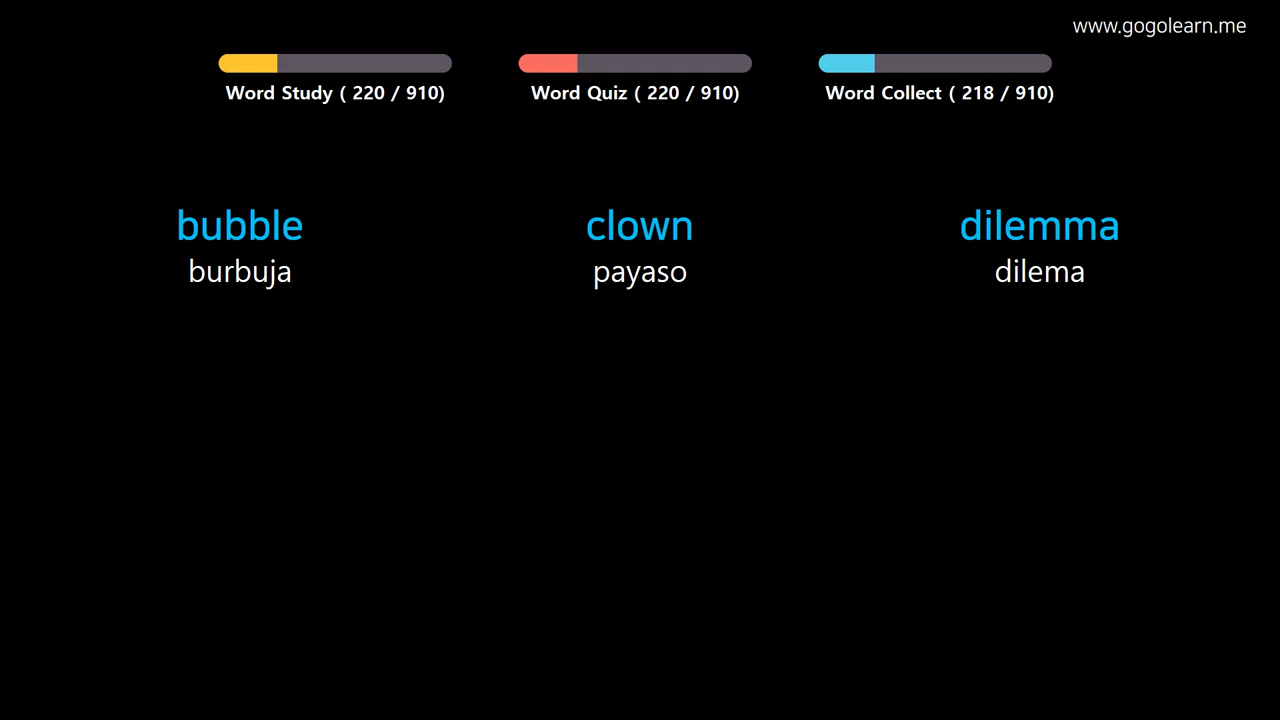 www.gogolearn.me
Word Study ( 220 / 910)
Word Quiz ( 220 / 910)
Word Collect ( 218 / 910)
bubble
burbuja
clown
payaso
dilemma
dilema